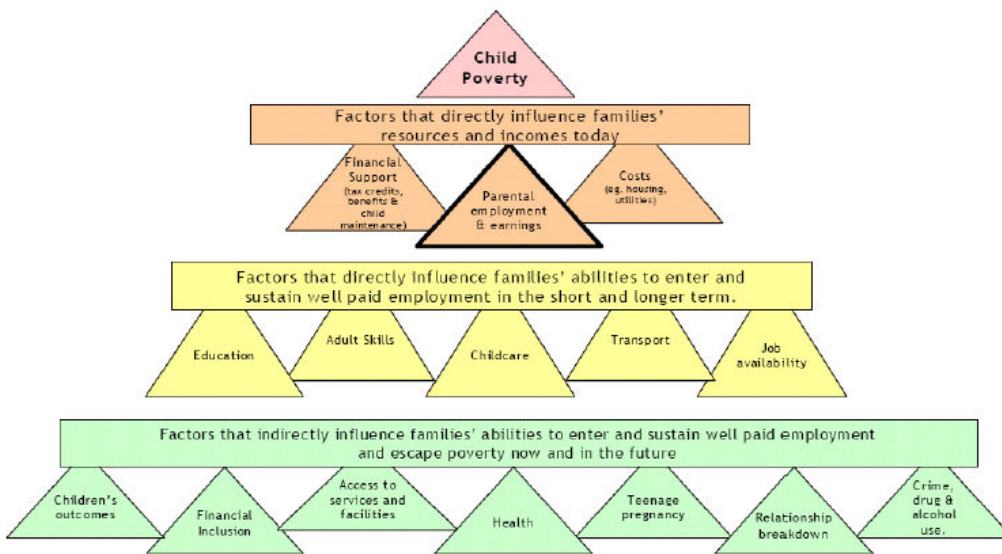 Child
Poverty
Factors that directly influence families'
resources and incomes today
Financial
Support
(tax credits,
benefits &
child
maintenance)
Parental
employment
& earnings
Costs
(eg. housing,
utilities)
Factors that directly influence families' abilities to enter and
sustain well paid employment in the short and longer term.
Education
Adult Skills
Childcare
Transport
Job
availability
Factors that indirectly influence families' abilities to enter and sustain well paid employment
and escape poverty now and in the future
Children's
outcomes
Financial
Inclusion
Access to
services and
facilities
Health
Teenage
pregnancy
Relationship
breakdown
Crime,
drug &
alcohol
use.